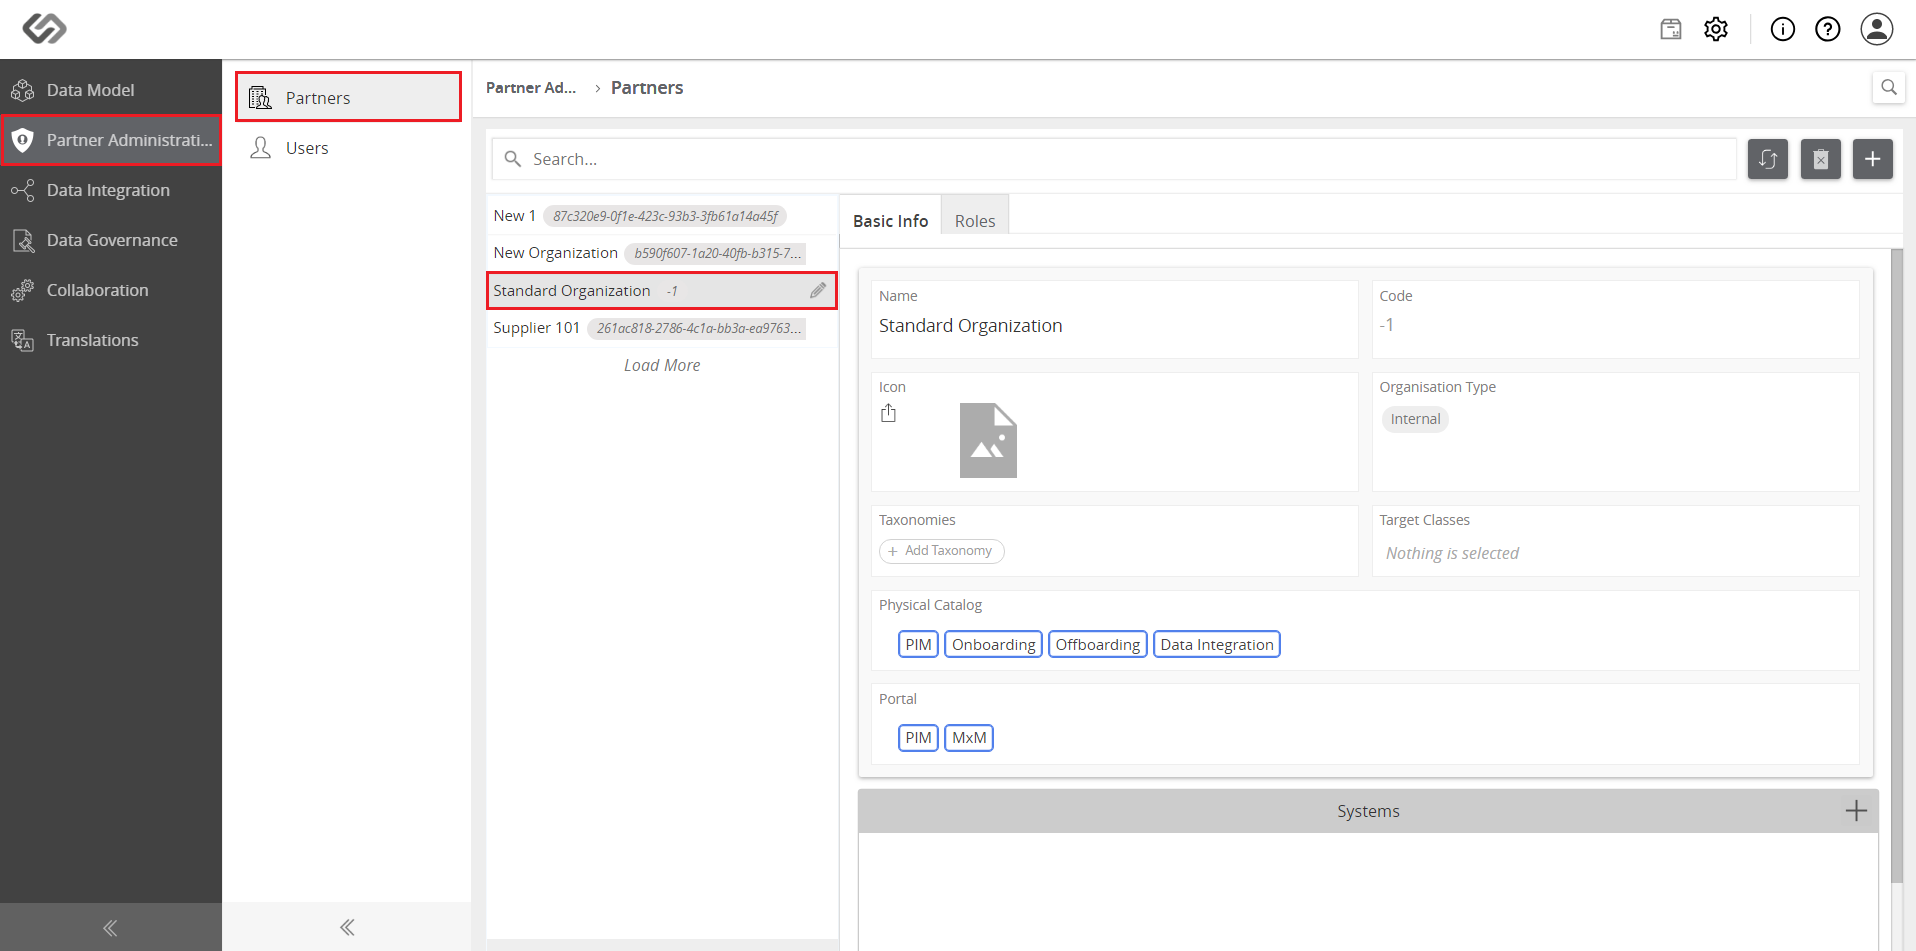 Data Model
Partner Administrati...
Data Integration
Data Governance
Collaboration
Translations
Partners
Users
Partner Ad... › Partners
Search...
New 1 87c320e9-0f1e-423c-93b3-3fb61a14a45f
New Organization b590f607-1a20-40fb-b315-7...
Standard Organization -1
Supplier 101 261ac818-2786-4c1a-bb3a-ea9763...
Load More
Basic Info Roles
Name
Standard Organization
Code
-1
Icon
Organisation Type
Internal
Taxonomies
+ Add Taxonomy
Target Classes
Nothing is selected
Physical Catalog
PIM Onboarding Offboarding Data Integration
Portal
PIM MxM
Systems